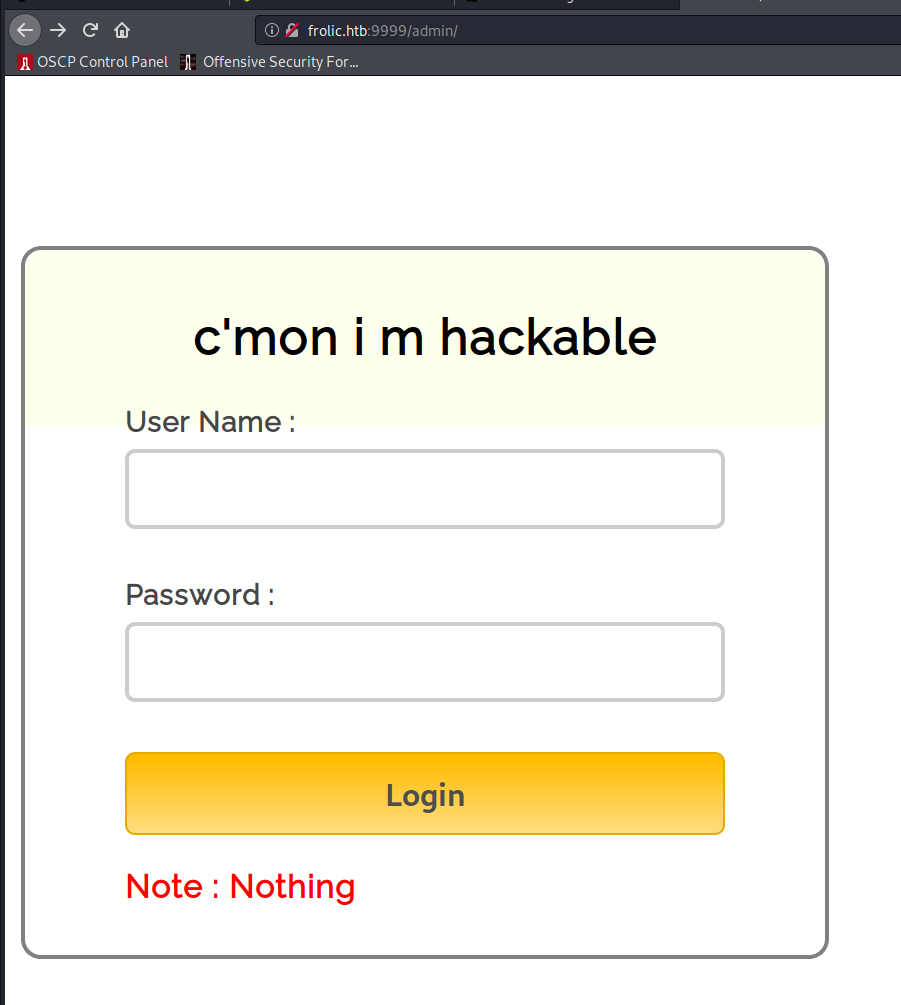 frolic.htb:9999/admin/
OSCP Control Panel Offensive Security For...
c'mon i m hackable
User Name :
Password :
Login
Note : Nothing